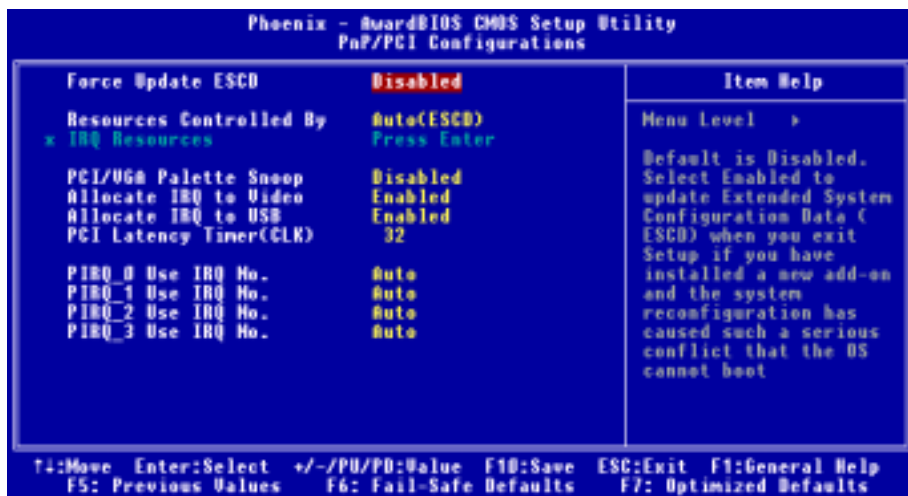 Phoenix - AwardBIOS CMOS Setup Utility
PnP/PCI Configurations
Force Update ESCD Disabled
Resources Controlled By Auto(ESCD)
x IRQ Resources Press Enter
PCI/VGA Palette Snoop Disabled
Allocate IRQ to Video Enabled
Allocate IRQ to USB Enabled
PCI Latency Timer(CLK) 32
PIRQ_0 Use IRQ No. Auto
PIRQ_1 Use IRQ No. Auto
PIRQ_2 Use IRQ No. Auto
PIRQ_3 Use IRQ No. Auto
Item Help
Menu Level ▸
Default is Disabled.
Select Enabled to
update Extended System
Configuration Data (
ESCD) when you exit
Setup if you have
installed a new add-on
and the system
reconfiguration has
caused such a serious
conflict that the OS
cannot boot
↑↓:Move Enter:Select +/-/PU/PD:Value F10:Save ESC:Exit F1:General Help
F5: Previous Values F6: Fail-Safe Defaults F7: Optimized Defaults